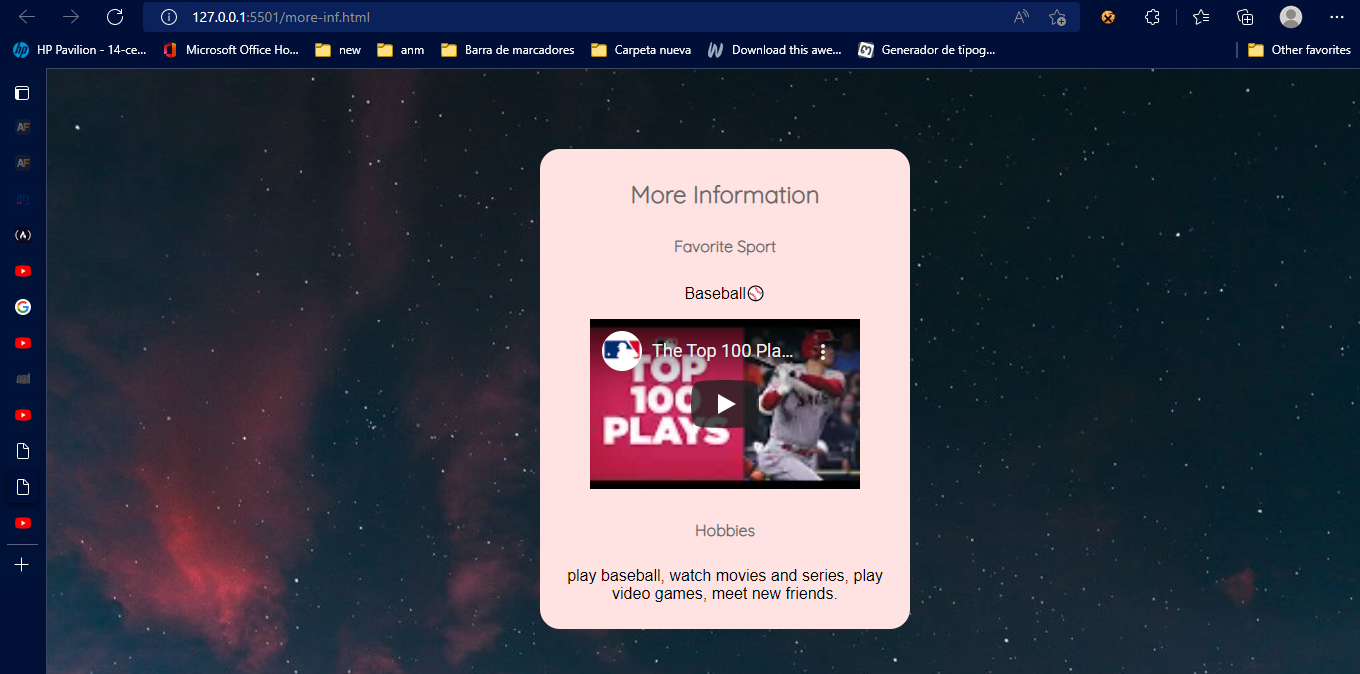 127.0.0.1:5501/more-inf.html
HP Pavilion - 14-ce...
Microsoft Office Ho...
new
anm
Barra de marcadores
Carpeta nueva
Download this awe...
Generador de tipog...
Other favorites
AF
AF
More Information
Favorite Sport
Baseball⚾
The Top 100 Pla...
TOP
100
PLAYS
Hobbies
play baseball, watch movies and series, play
video games, meet new friends.